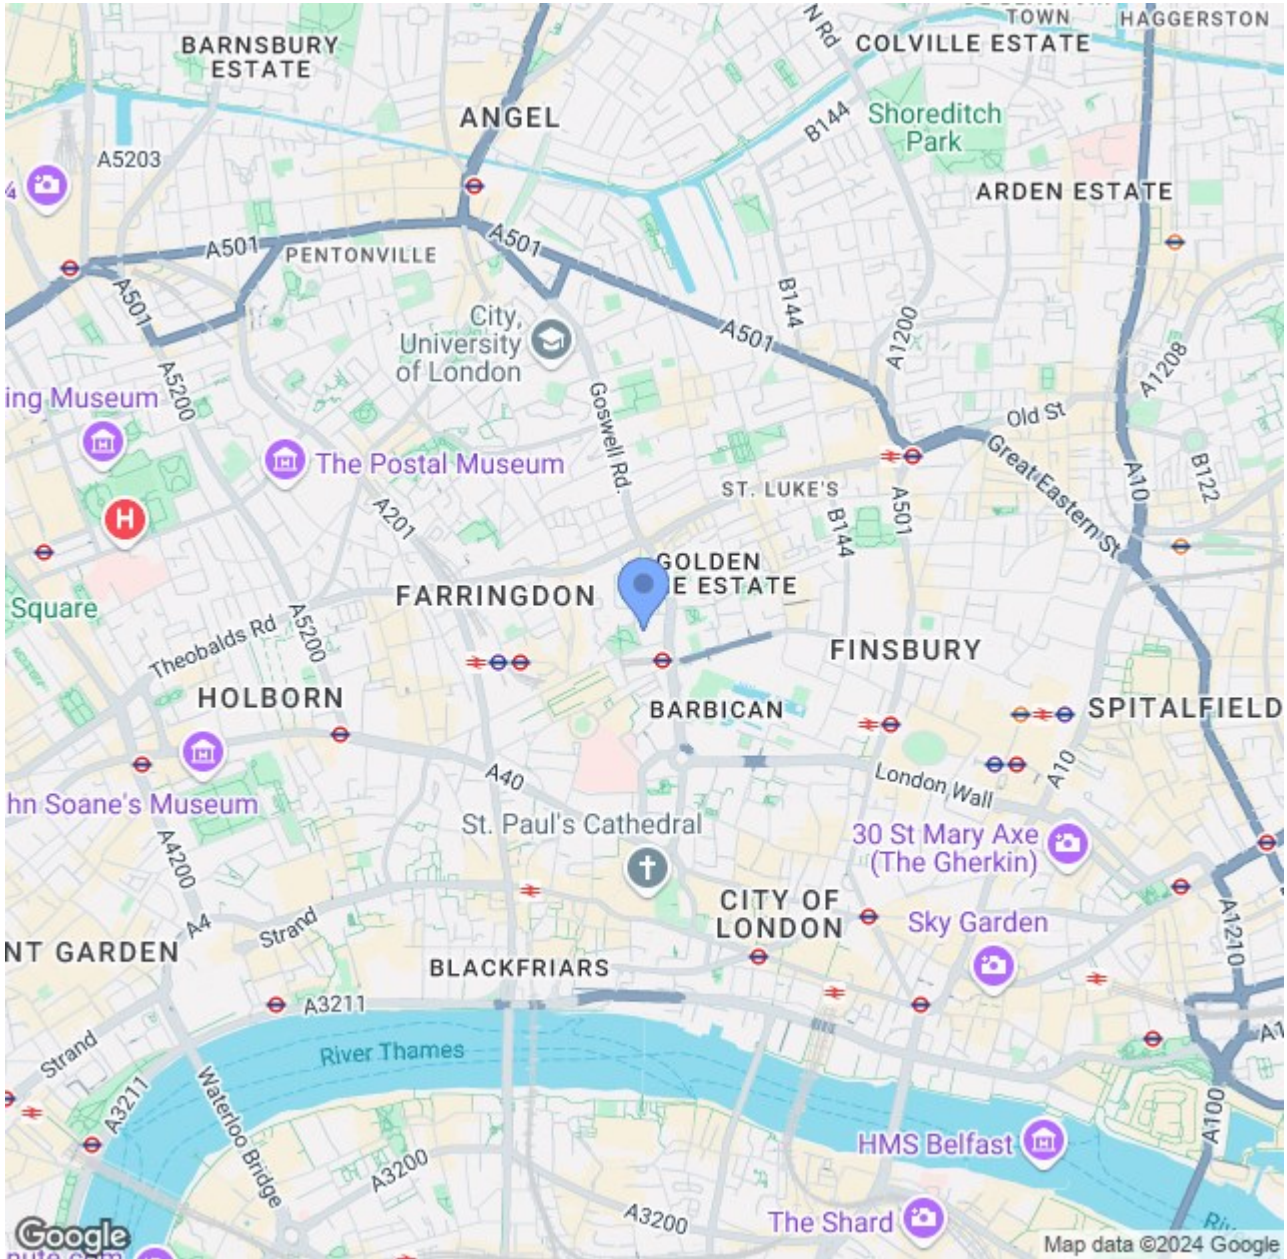 TOWN
HAGGERSTON
N Rd
COLVILLE ESTATE
BARNSBURY
ESTATE
ANGEL
B144
Shoreditch
Park
A5203
4
ARDEN ESTATE
A501
PENTONVILLE
A501
A501
B144
City,
University
of London
A501
A1200
A1208
A5200
ing Museum
Goswell Rd.
Old St
The Postal Museum
Great Eastern St
A10
B122
ST. LUKE'S
A201
B144
A501
H
GOLDEN
E ESTATE
FARRINGDON
Square
A5200
Theobalds Rd
FINSBURY
HOLBORN
BARBICAN
SPITALFIELD
A40
London Wall
A10
hn Soane's Museum
St. Paul's Cathedral
30 St Mary Axe
(The Gherkin)
A4200
CITY OF
LONDON
Sky Garden
A4
Strand
A1210
NT GARDEN
BLACKFRIARS
A3211
A1
Strand
River Thames
A3211
Waterloo Bridge
A100
HMS Belfast
A3200
A3200
The Shard
Riv
Google
Map data ©2024 Google
nute.com